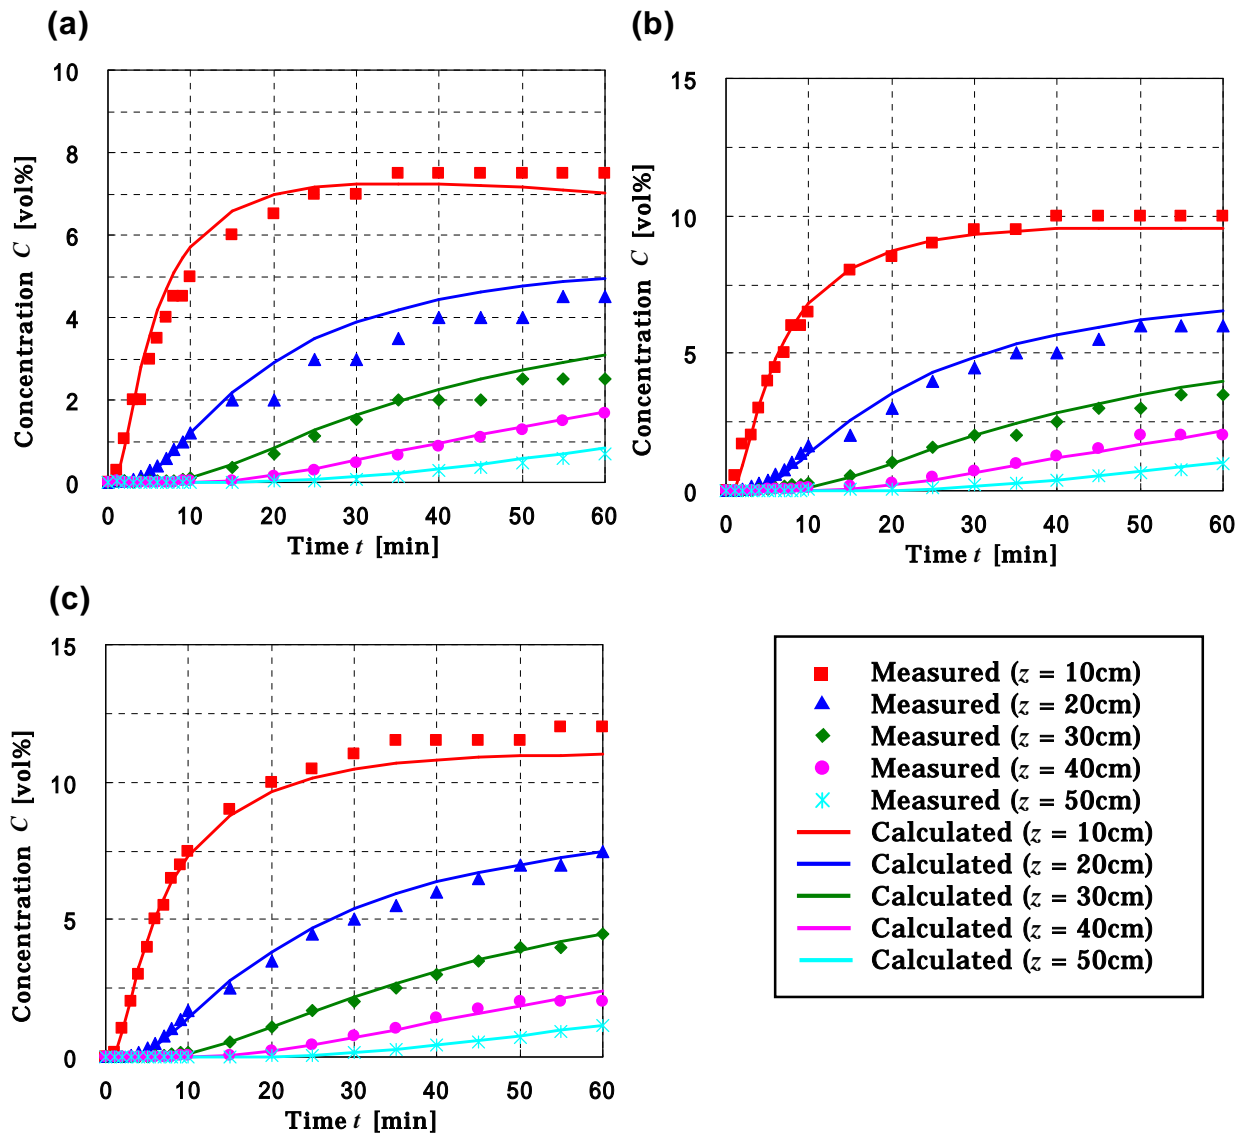 (a)
10
8
6
4
2
0
Concentration C [vol%]
0 10 20 30 40 50 60
Time t [min]
(b)
15
10
5
0
Concentration C [vol%]
0 10 20 30 40 50 60
Time t [min]
(c)
15
10
5
0
Concentration C [vol%]
0 10 20 30 40 50 60
Time t [min]
Measured (z = 10cm)
Measured (z = 20cm)
Measured (z = 30cm)
Measured (z = 40cm)
Measured (z = 50cm)
Calculated (z = 10cm)
Calculated (z = 20cm)
Calculated (z = 30cm)
Calculated (z = 40cm)
Calculated (z = 50cm)